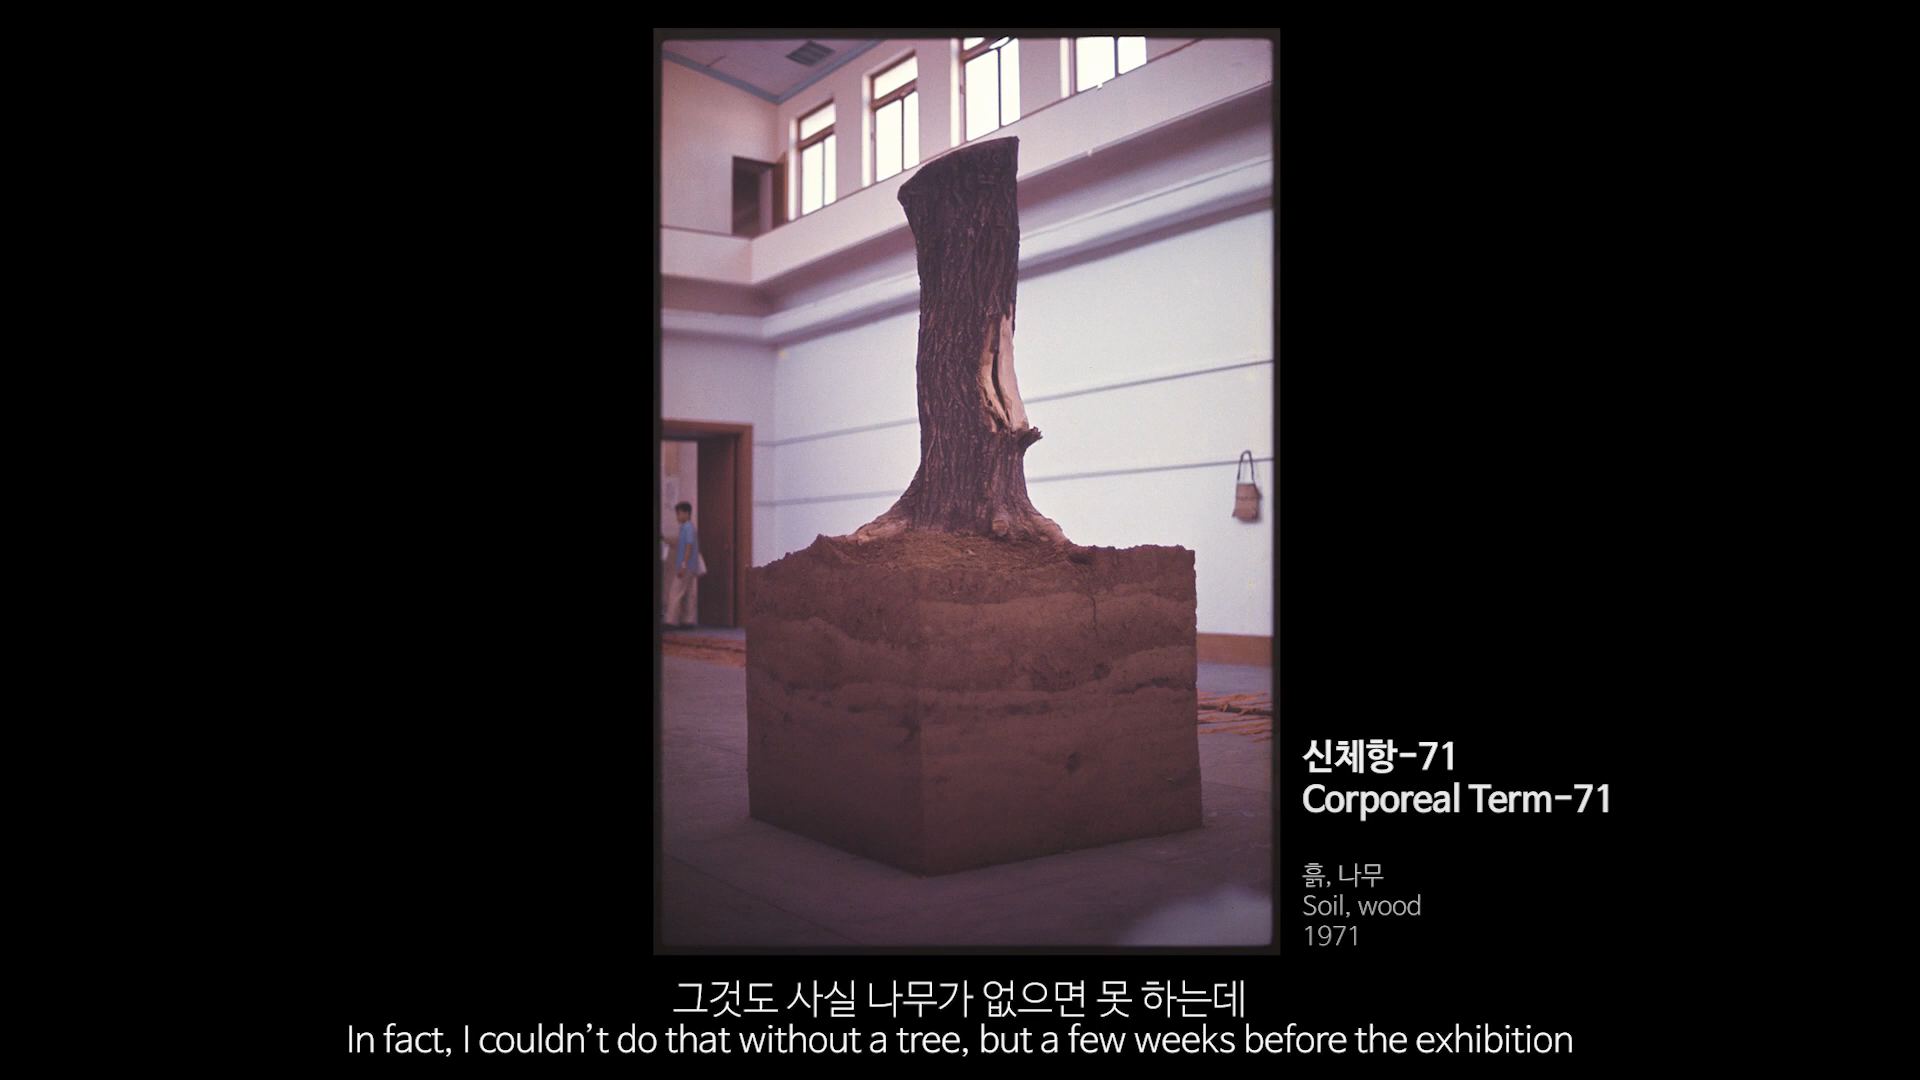 신체항-71
Corporeal Term-71
흙, 나무
Soil, wood
1971
그것도 사실 나무가 없으면 못 하는데
In fact, I couldn’t do that without a tree, but a few weeks before the exhibition